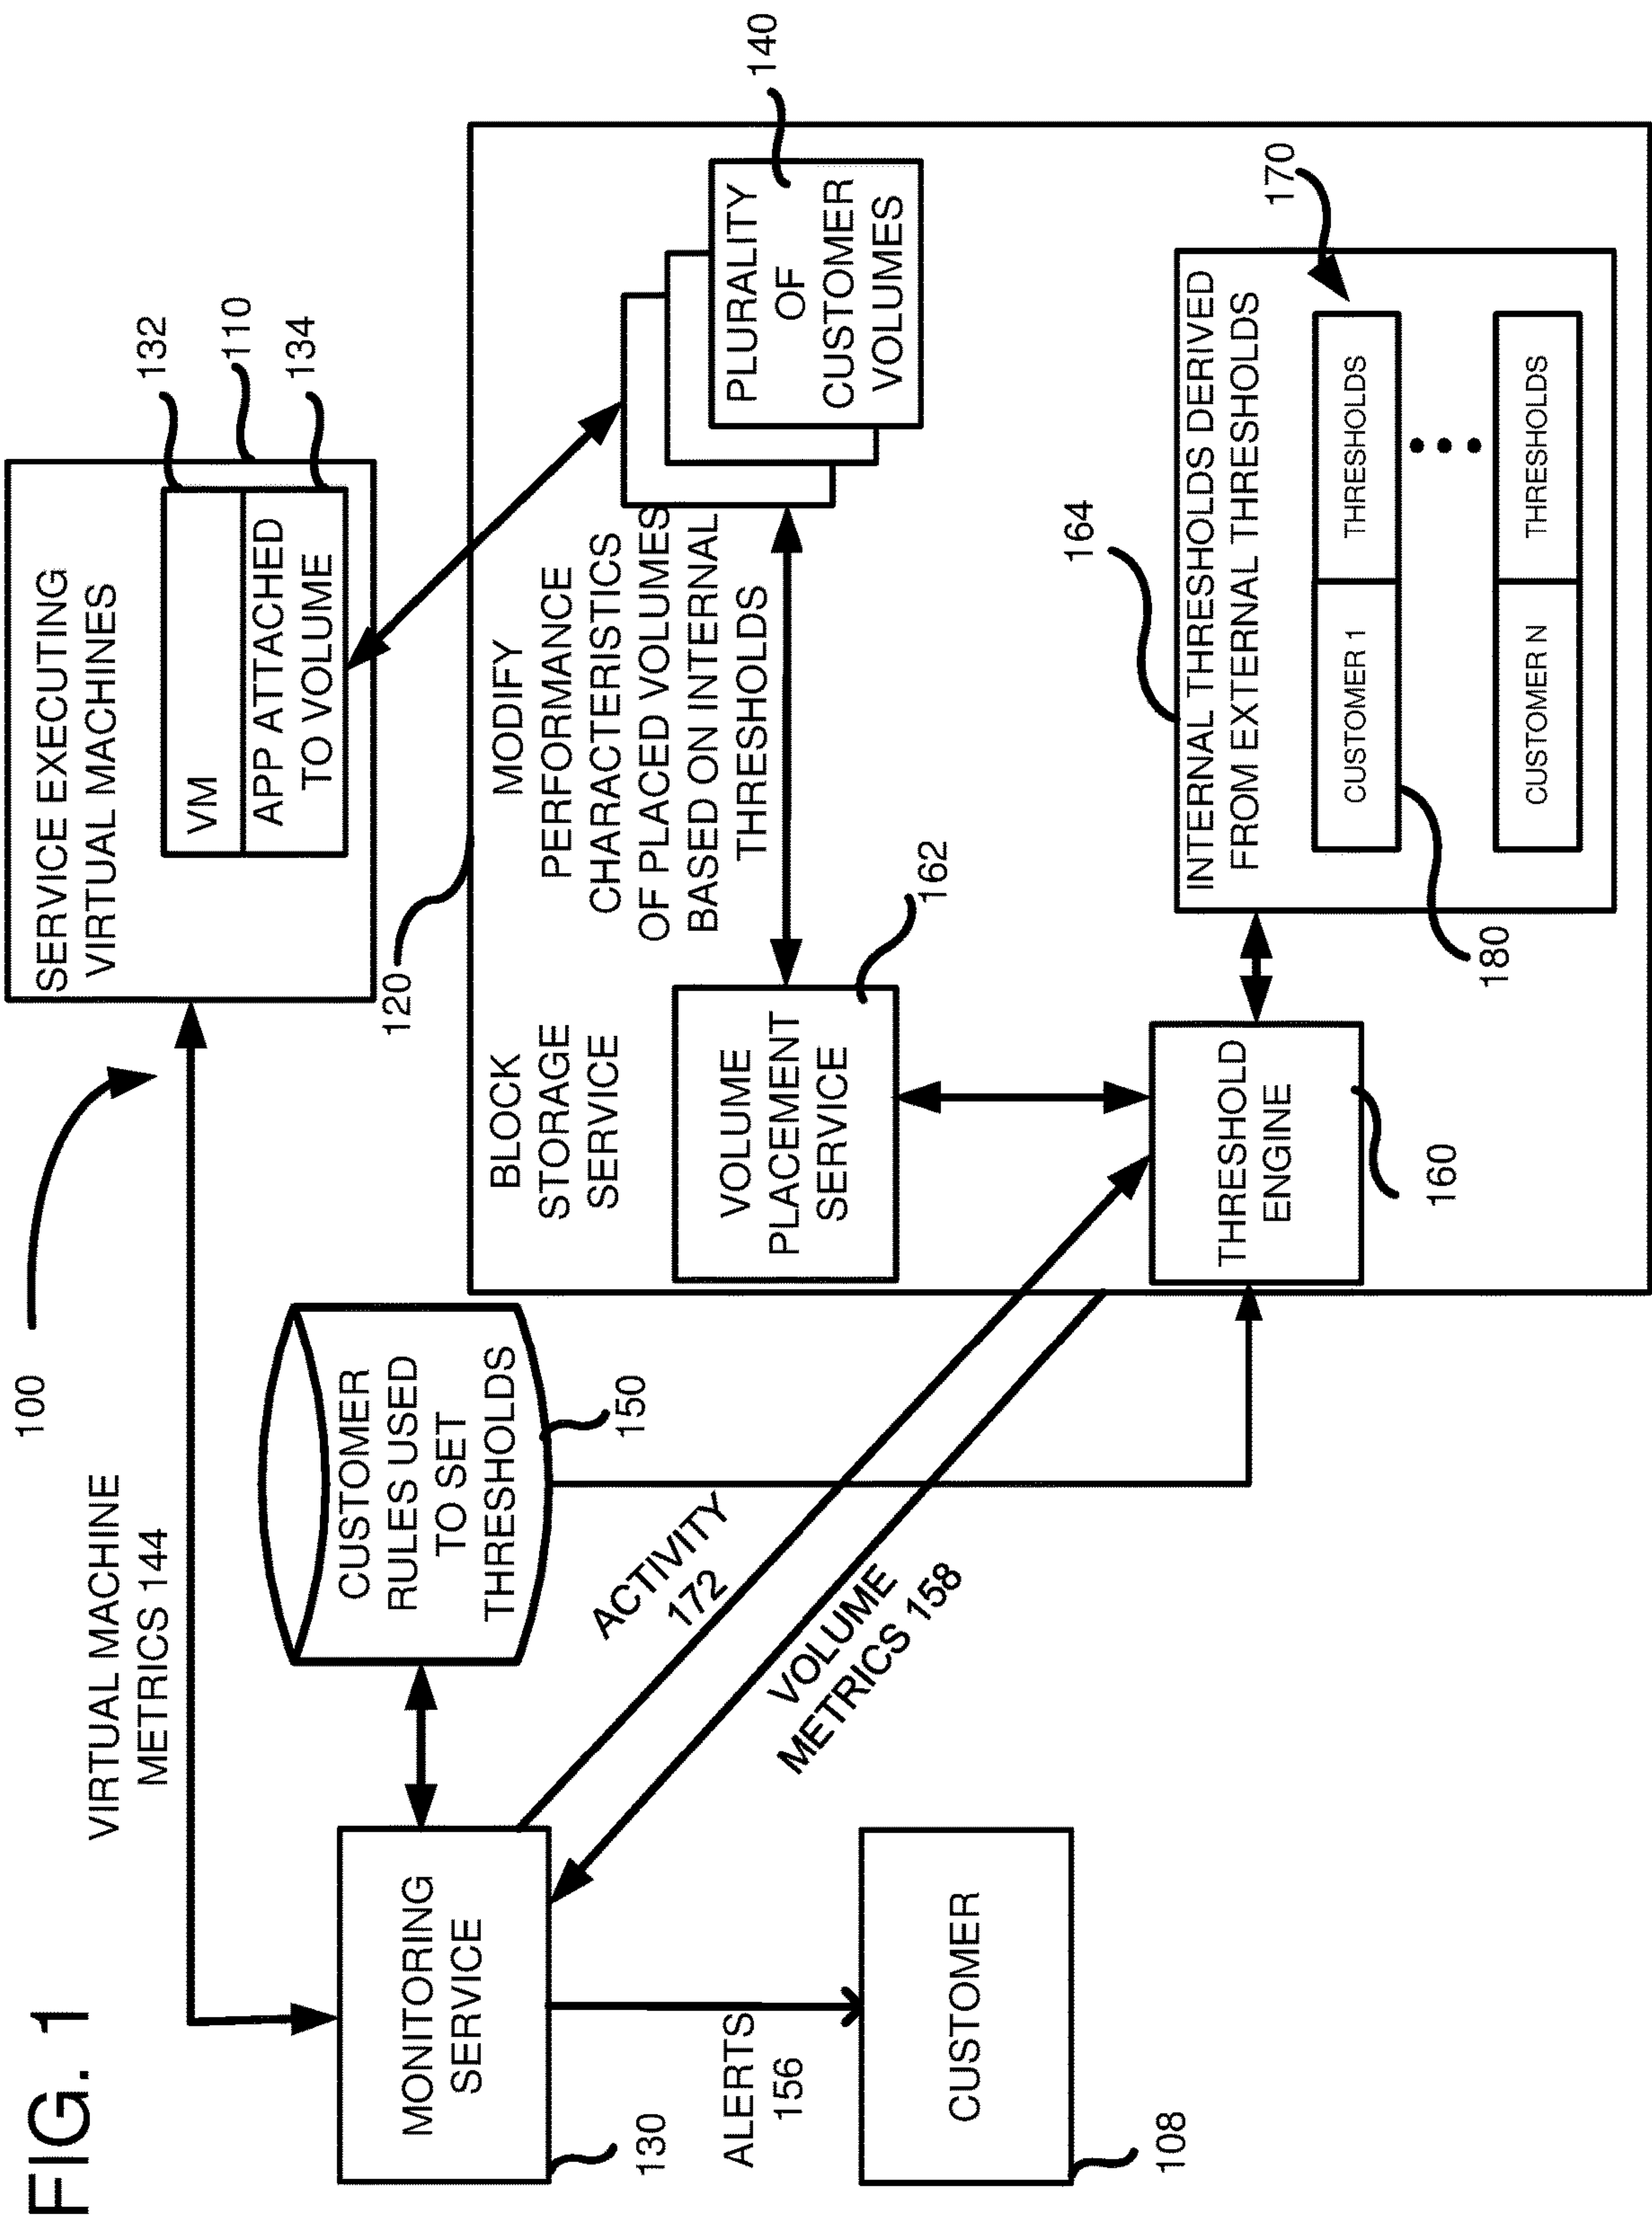 FIG. 1
100
VIRTUAL MACHINE
METRICS 144
SERVICE EXECUTING
VIRTUAL MACHINES
VM
APP ATTACHED
TO VOLUME
132
110
134
MONITORING
SERVICE
130
CUSTOMER
RULES USED
TO SET
THRESHOLDS
150
ALERTS
156
CUSTOMER
108
ACTIVITY
172
VOLUME
METRICS 158
120
BLOCK
STORAGE
SERVICE
MODIFY
PERFORMANCE
CHARACTERISTICS
OF PLACED VOLUMES
BASED ON INTERNAL
THRESHOLDS
PLURALITY
OF
CUSTOMER
VOLUMES
140
VOLUME
PLACEMENT
SERVICE
162
THRESHOLD
ENGINE
160
164
INTERNAL THRESHOLDS DERIVED
FROM EXTERNAL THRESHOLDS
170
CUSTOMER 1
THRESHOLDS
180
CUSTOMER N
THRESHOLDS